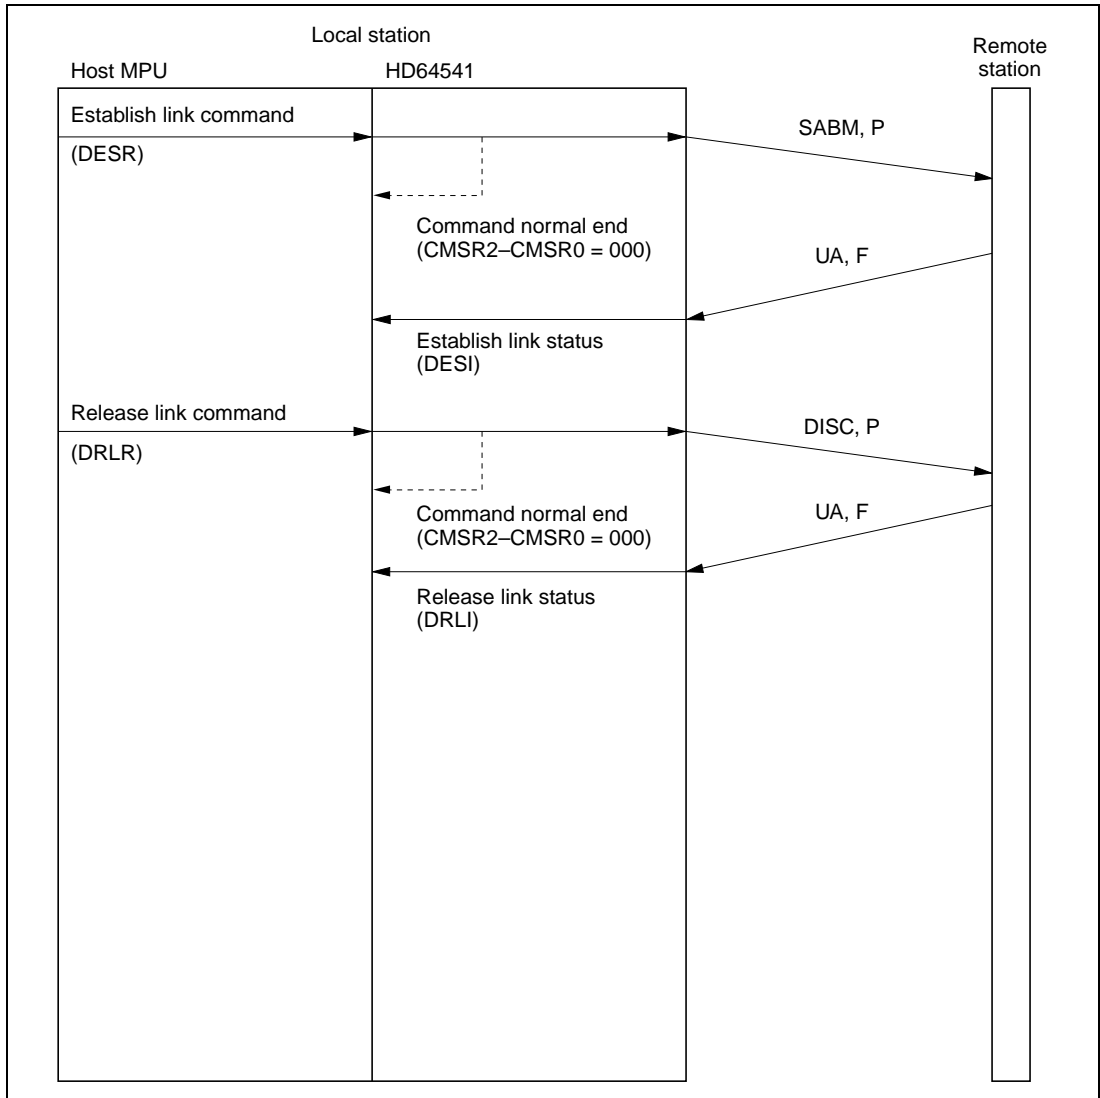 Local station
Remote
station
Host MPU
HD64541
Establish link command
(DESR)
SABM, P
Command normal end
(CMSR2–CMSR0 = 000)
UA, F
Establish link status
(DESI)
Release link command
(DRLR)
DISC, P
Command normal end
(CMSR2–CMSR0 = 000)
UA, F
Release link status
(DRLI)